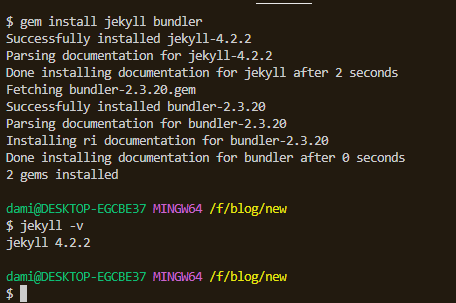 $ gem install jekyll bundler
Successfully installed jekyll-4.2.2
Parsing documentation for jekyll-4.2.2
Done installing documentation for jekyll after 2 seconds
Fetching bundler-2.3.20.gem
Successfully installed bundler-2.3.20
Parsing documentation for bundler-2.3.20
Installing ri documentation for bundler-2.3.20
Done installing documentation for bundler after 0 seconds
2 gems installed
dami@DESKTOP-EGCBE37 MINGW64 /f/blog/new
$ jekyll -v
jekyll 4.2.2
dami@DESKTOP-EGCBE37 MINGW64 /f/blog/new
$